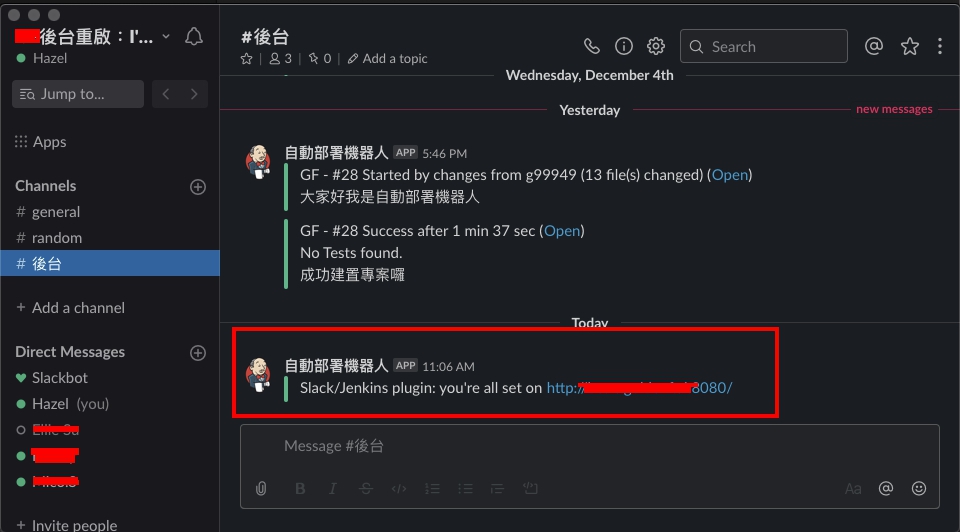 後台重啟：I'...
Hazel
Jump to...
Apps
Channels
# general
# random
# 後台
+ Add a channel
Direct Messages
Slackbot
Hazel (you)
+ Invite people
#後台
3 | 0 | Add a topic
Search
Wednesday, December 4th
Yesterday
new messages
自動部署機器人 APP 5:46 PM
GF - #28 Started by changes from g99949 (13 file(s) changed) (Open)
大家好我是自動部署機器人
GF - #28 Success after 1 min 37 sec (Open)
No Tests found.
成功建置專案囉
Today
自動部署機器人 APP 11:06 AM
Slack/Jenkins plugin: you're all set on http:/ 8080/
Message #後台
B I S Aa @